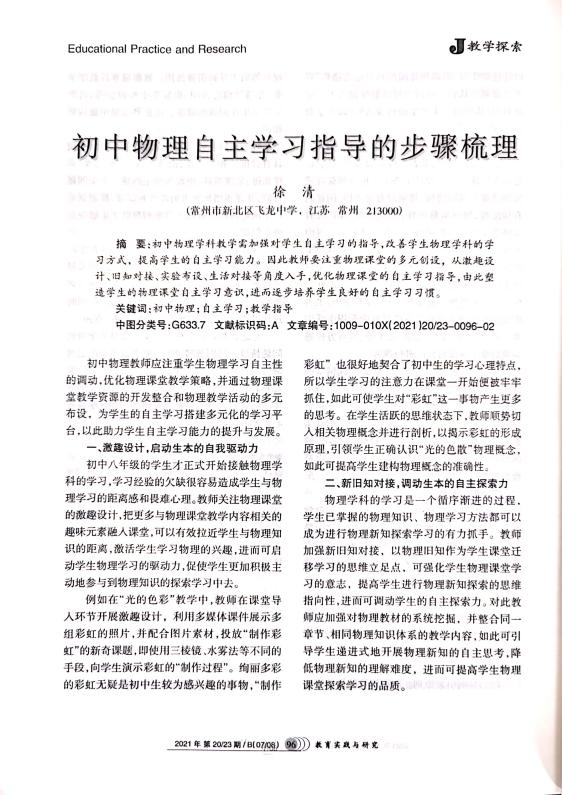 Educational Practice and Research
J教学探索
初中物理自主学习指导的步骤梳理
徐 清
(常州市新北区飞龙中学，江苏 常州 213000)
摘 要：初中物理学科教学需加强对学生自主学习的指导，改善学生物理学科的学
习方式，提高学生的自主学习能力。因此教师要注重物理课堂的多元创设，从激趣设
计、旧知对接、实验布设、生活对接等角度入手，优化物理课堂的自主学习指导，由此塑
造学生的物理课堂自主学习意识，进而逐步培养学生良好的自主学习习惯。
关键词：初中物理；自主学习；教学指导
中图分类号：G633.7 文献标识码：A 文章编号：1009-010X(2021)20/23-0096-02
初中物理教师应注重学生物理学习自主性
的调动，优化物理课堂教学策略，并通过物理课
堂教学资源的开发整合和物理教学活动的多元
布设，为学生的自主学习搭建多元化的学习平
台，以此助力学生自主学习能力的提升与发展。
一、激趣设计，启动生本的自我驱动力
初中八年级的学生才正式开始接触物理学
科的学习，学习经验的欠缺很容易造成学生与物
理学习的距离感和畏难心理。教师关注物理课堂
的激趣设计，把更多与物理课堂教学内容相关的
趣味元素融入课堂，可以有效拉近学生与物理知
识的距离，激活学生学习物理的兴趣，进而可启
动学生物理学习的驱动力，促使学生更加积极主
动地参与到物理知识的探索学习中去。
例如在“光的色彩”教学中，教师在课堂导
入环节开展激趣设计，利用多媒体课件展示多
组彩虹的照片，并配合图片素材，投放“制作彩
虹”的新奇课题，即使用三棱镜、水雾法等不同的
手段，向学生演示彩虹的“制作过程”。绚丽多彩
的彩虹无疑是初中生较为感兴趣的事物，“制作
彩虹”也很好地契合了初中生的学习心理特点，
所以学生学习的注意力在课堂一开始便被牢牢
抓住，如此可使学生对“彩虹”这一事物产生更多
的思考。在学生活跃的思维状态下，教师顺势切
入相关物理概念并进行剖析，以揭示彩虹的形成
原理，引领学生正确认识“光的色散”物理概念，
如此可提高学生建构物理概念的准确性。
二、新旧知对接，调动生本的自主探索力
物理学科的学习是一个循序渐进的过程，
学生已掌握的物理知识、物理学习方法都可以
成为进行物理新知探索学习的有力抓手。教师
加强新旧知对接，以物理旧知作为学生课堂迁
移学习的思维立足点，可强化学生物理课堂学
习的意志，提高学生进行物理新知探索的思维
指向性，进而可调动学生的自主探索力。对此教
师应加强对物理教材的系统挖掘，并整合同一
章节、相同物理知识体系的教学内容，如此可引
导学生递进式地开展物理新知的自主思考，降
低物理新知的理解难度，进而可提高学生物理
课堂探索学习的品质。
2021 年 第 20/23 期/B(07/08) 96 教育实践与研究